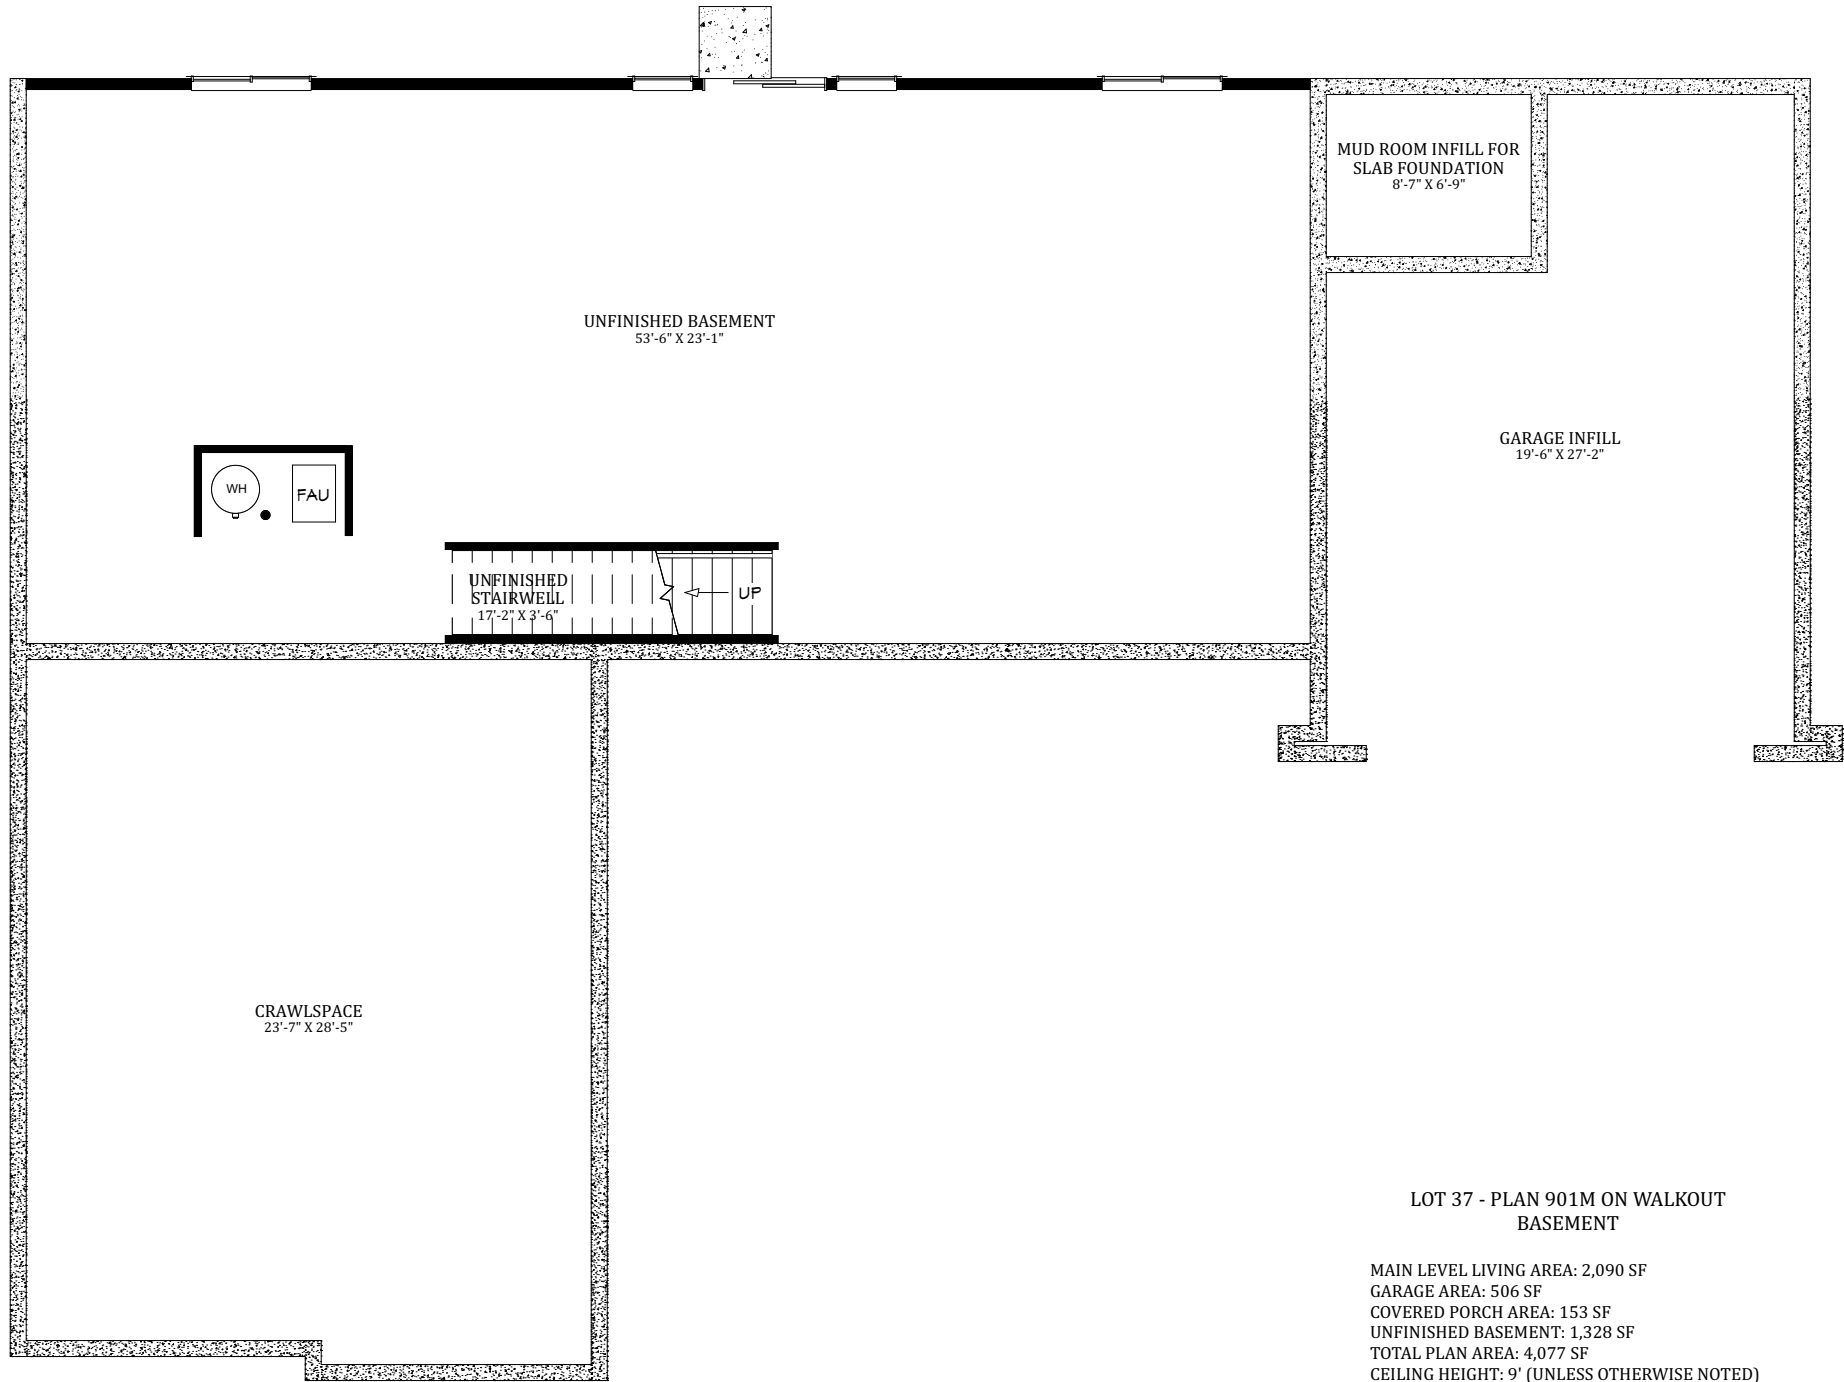 MUD ROOM INFILL FOR
SLAB FOUNDATION
8'-7" X 6'-9"
UNFINISHED BASEMENT
53'-6" X 23'-1"
GARAGE INFILL
19'-6" X 27'-2"
WH
FAU
UNFINISHED
STAIRWELL
17'-2" X 3'-6"
UP
CRAWLSPACE
23'-7" X 28'-5"
LOT 37 - PLAN 901M ON WALKOUT
BASEMENT
MAIN LEVEL LIVING AREA: 2,090 SF
GARAGE AREA: 506 SF
COVERED PORCH AREA: 153 SF
UNFINISHED BASEMENT: 1,328 SF
TOTAL PLAN AREA: 4,077 SF
CEILING HEIGHT: 9' (UNLESS OTHERWISE NOTED)